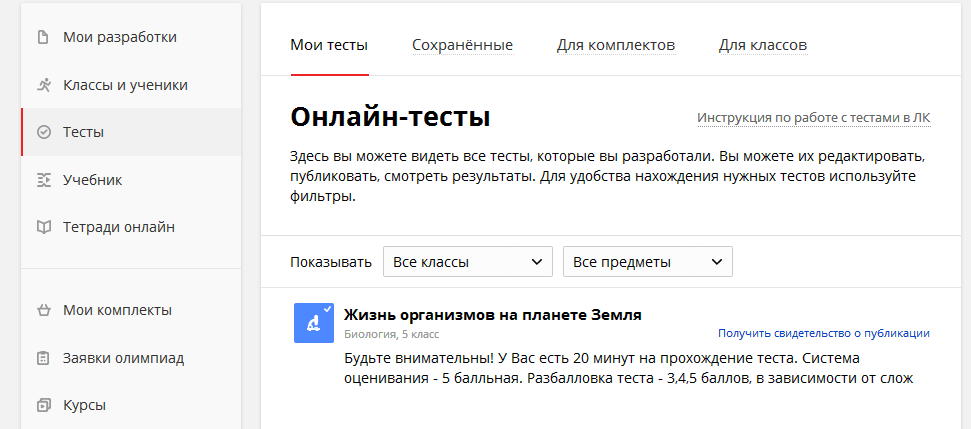 Мои разработки
Классы и ученики
Тесты
Учебник
Тетради онлайн
Мои комплекты
Заявки олимпиад
Курсы
Мои тесты Сохранённые Для комплектов Для классов
Онлайн-тесты
Инструкция по работе с тестами в ЛК
Здесь вы можете видеть все тесты, которые вы разработали. Вы можете их редактировать,
публиковать, смотреть результаты. Для удобства нахождения нужных тестов используйте
фильтры.
Показывать Все классы Все предметы
Жизнь организмов на планете Земля
Биология, 5 класс
Получить свидетельство о публикации
Будьте внимательны! У Вас есть 20 минут на прохождение теста. Система
оценивания - 5 балльная. Разбалловка теста - 3,4,5 баллов, в зависимости от слож